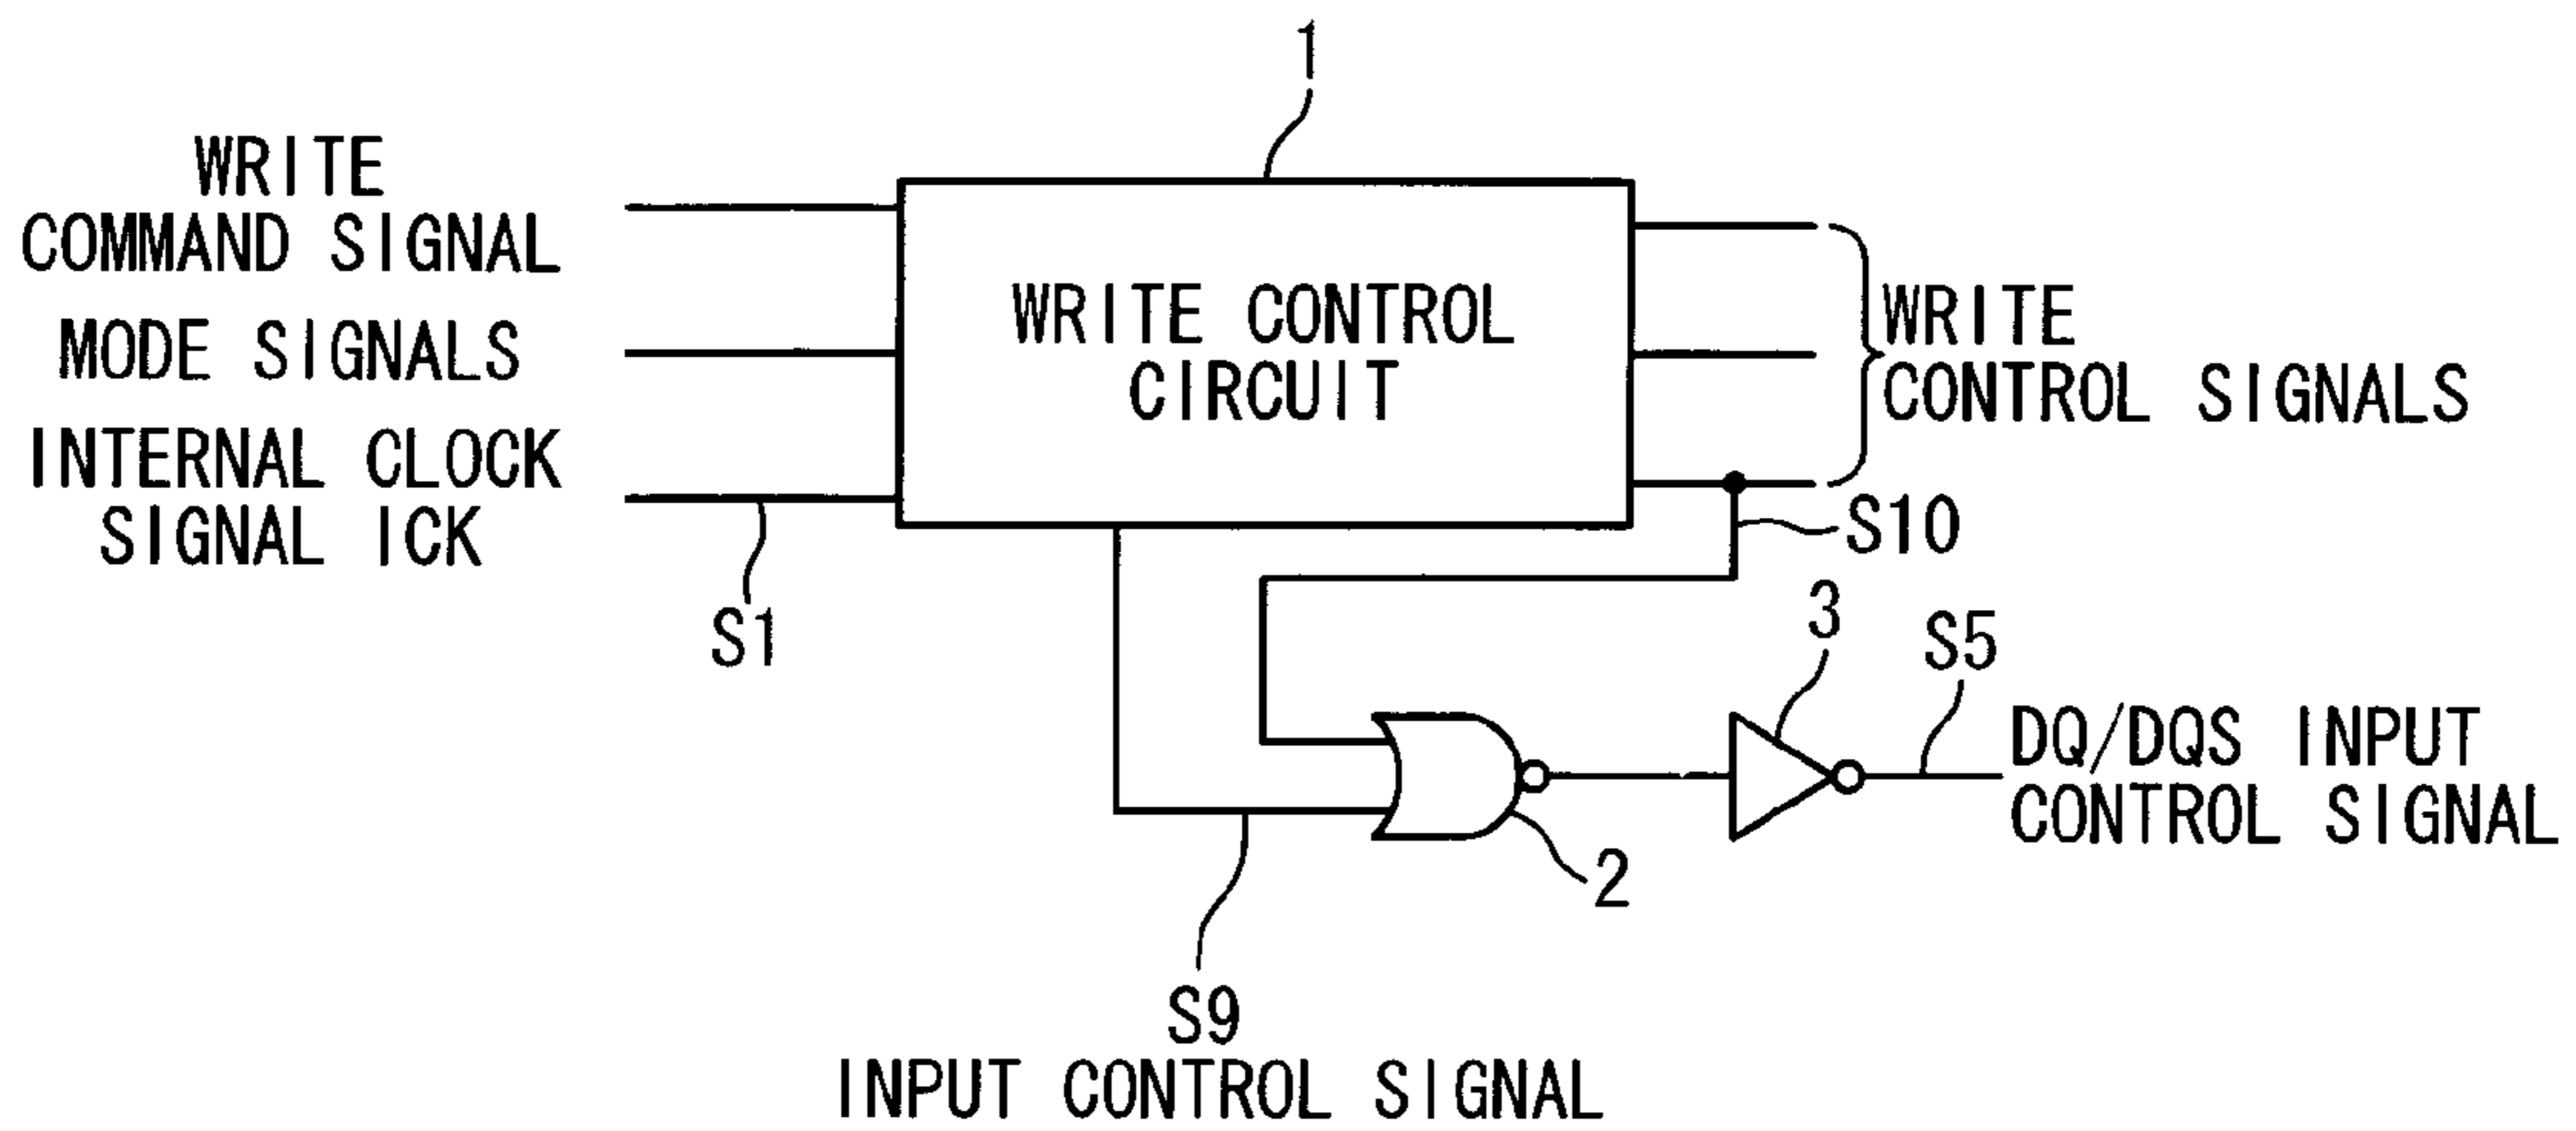 1
WRITE
COMMAND SIGNAL
MODE SIGNALS
INTERNAL CLOCK
SIGNAL ICK
S1
WRITE CONTROL
CIRCUIT
WRITE
CONTROL SIGNALS
S10
3
S5
DQ/DQS INPUT
CONTROL SIGNAL
2
S9
INPUT CONTROL SIGNAL